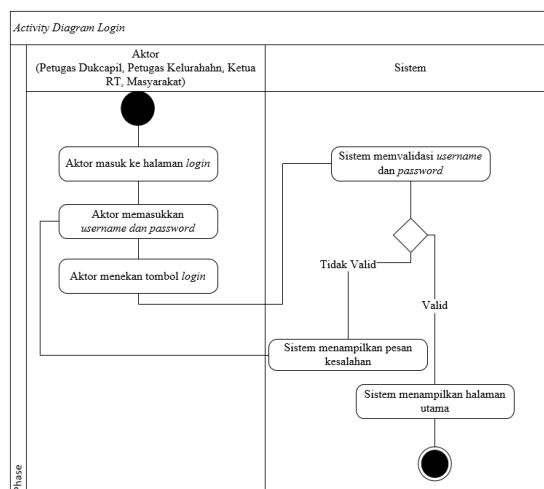 Activity Diagram Login
Aktor
(Petugas Dukcapil, Petugas Kelurahahn, Ketua
RT, Masyarakat)
Sistem
Aktor masuk ke halaman login
Sistem memvalidasi username
dan password
Aktor memasukkan
username dan password
Aktor menekan tombol login
Tidak Valid
Valid
Sistem menampilkan pesan
kesalahan
Sistem menampilkan halaman
utama
Phase